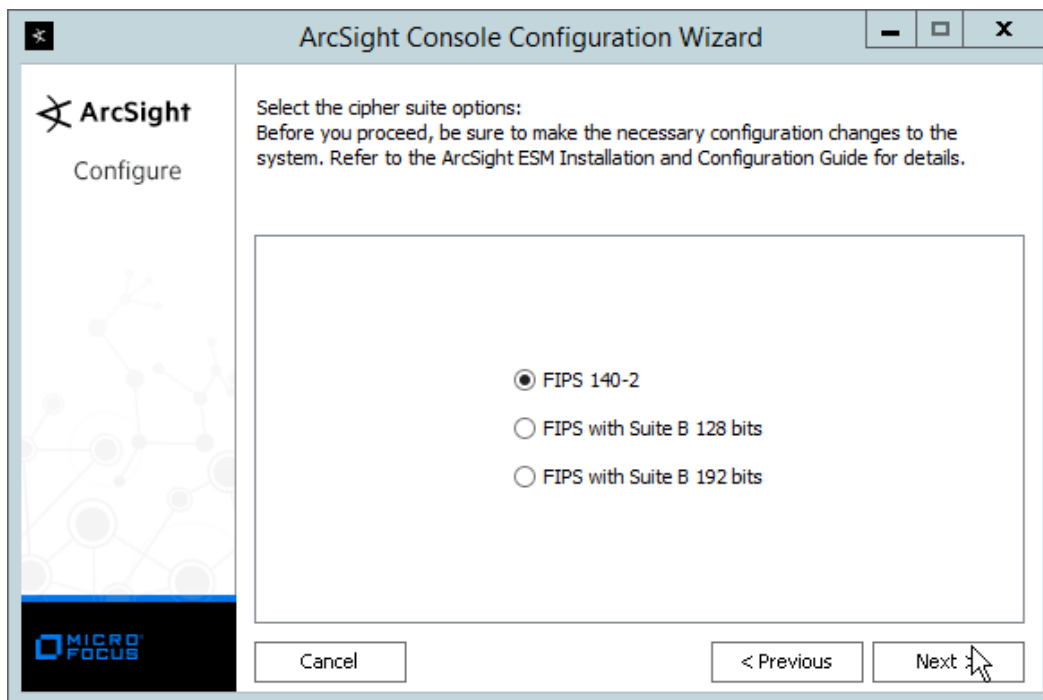 ArcSight Console Configuration Wizard
ArcSight
Configure
Select the cipher suite options:
Before you proceed, be sure to make the necessary configuration changes to the
system. Refer to the ArcSight ESM Installation and Configuration Guide for details.
FIPS 140-2
FIPS with Suite B 128 bits
FIPS with Suite B 192 bits
MICRO
FOCUS
Cancel
< Previous
Next